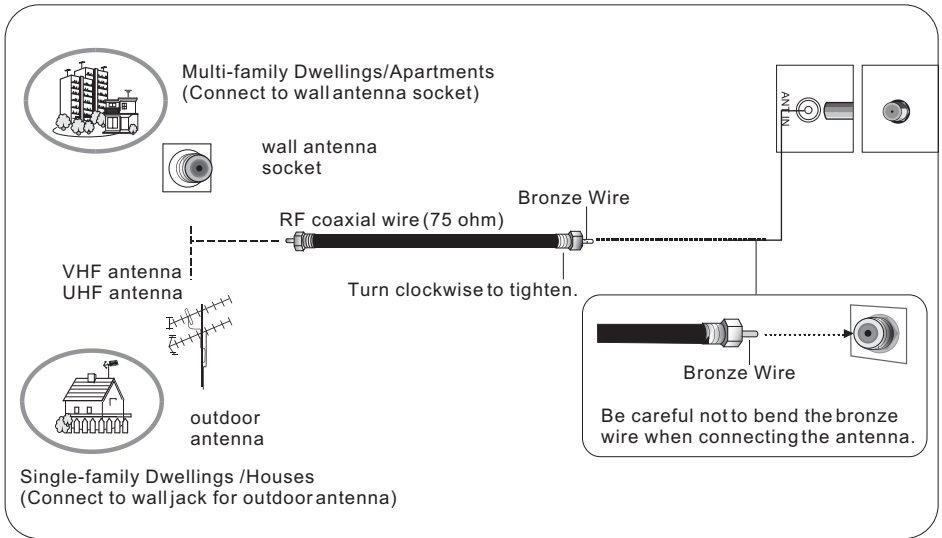 Multi-family Dwellings/Apartments
(Connect to wall antenna socket)
wall antenna
socket
ANT.IN
Bronze Wire
RF coaxial wire (75 ohm)
VHF antenna
UHF antenna
Turn clockwise to tighten.
Bronze Wire
Be careful not to bend the bronze
wire when connecting the antenna.
outdoor
antenna
Single-family Dwellings /Houses
(Connect to wall jack for outdoor antenna)